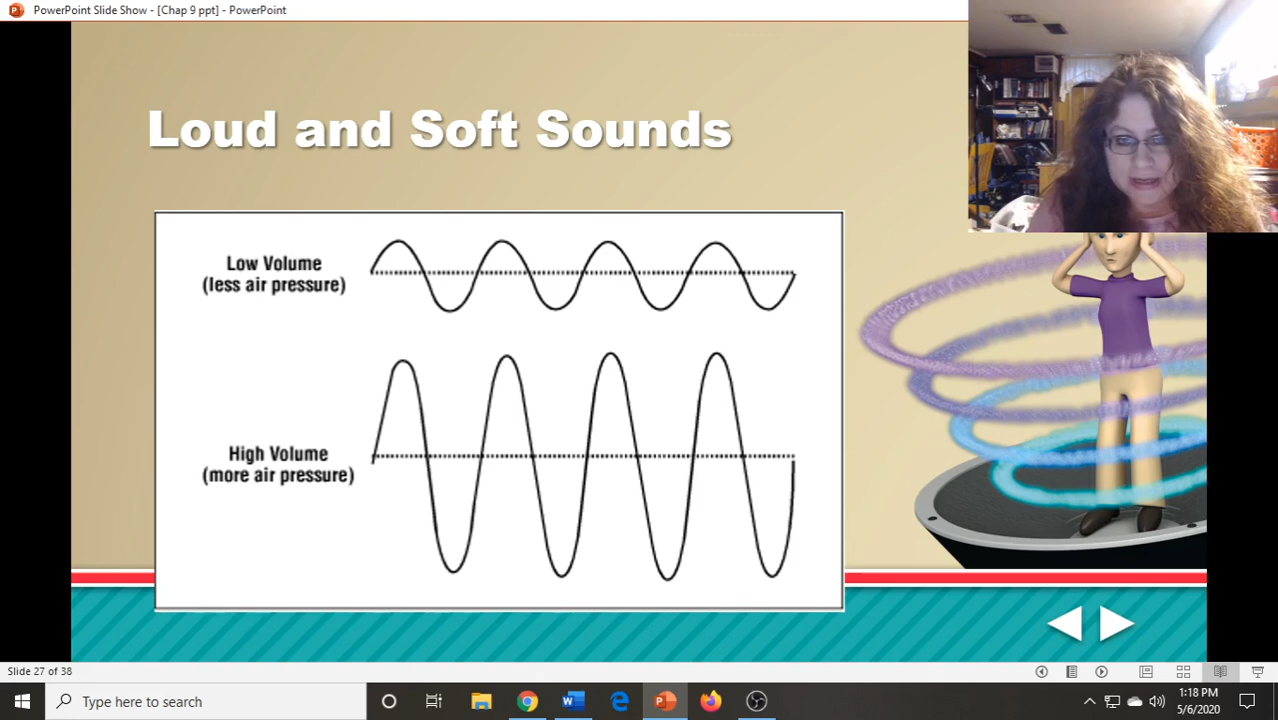 PowerPoint Slide Show - [Chap 9 ppt] - PowerPoint
Loud and Soft Sounds
Low Volume
(less air pressure)
High Volume
(more air pressure)
Slide 27 of 38
Type here to search
1:18 PM
5/6/2020